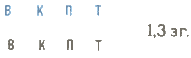 В К П Т
В К П Т
1,3 зг.